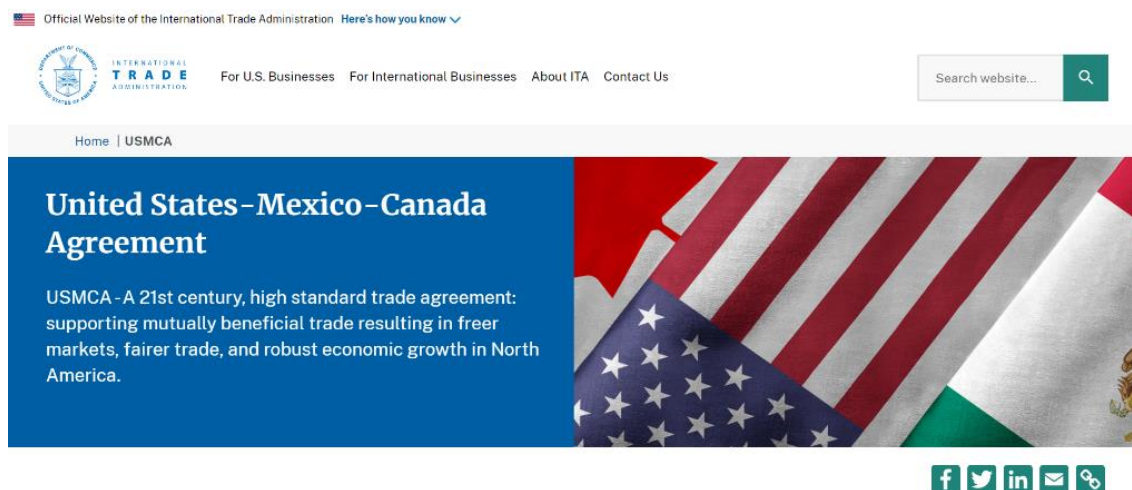 Official Website of the International Trade Administration Here's how you know
INTERNATIONAL
TRADE
ADMINISTRATION
For U.S. Businesses For International Businesses About ITA Contact Us
Search website...
Home | USMCA
United States-Mexico-Canada
Agreement
USMCA - A 21st century, high standard trade agreement:
supporting mutually beneficial trade resulting in freer
markets, fairer trade, and robust economic growth in North
America.